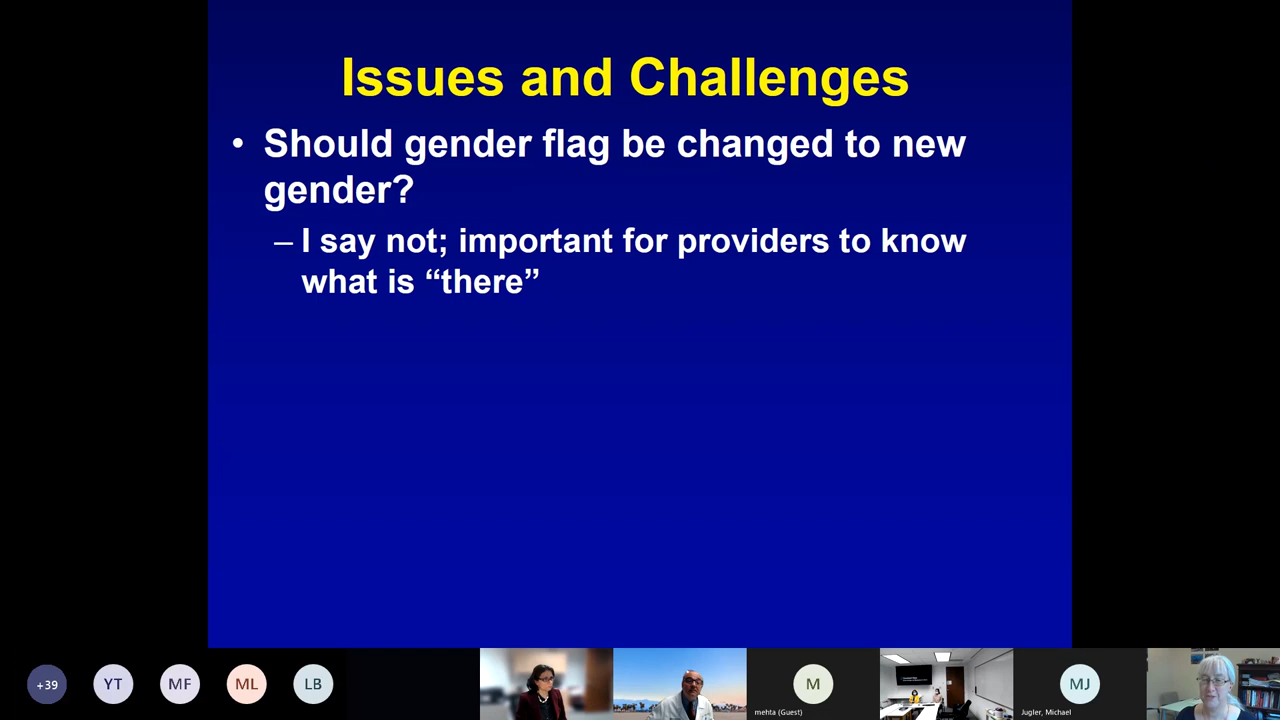 Issues and Challenges
• Should gender flag be changed to new
gender?
– I say not; important for providers to know
what is “there”
+39
YT
MF
ML
LB
M
mehta (Guest)
MJ
Jugler, Michael